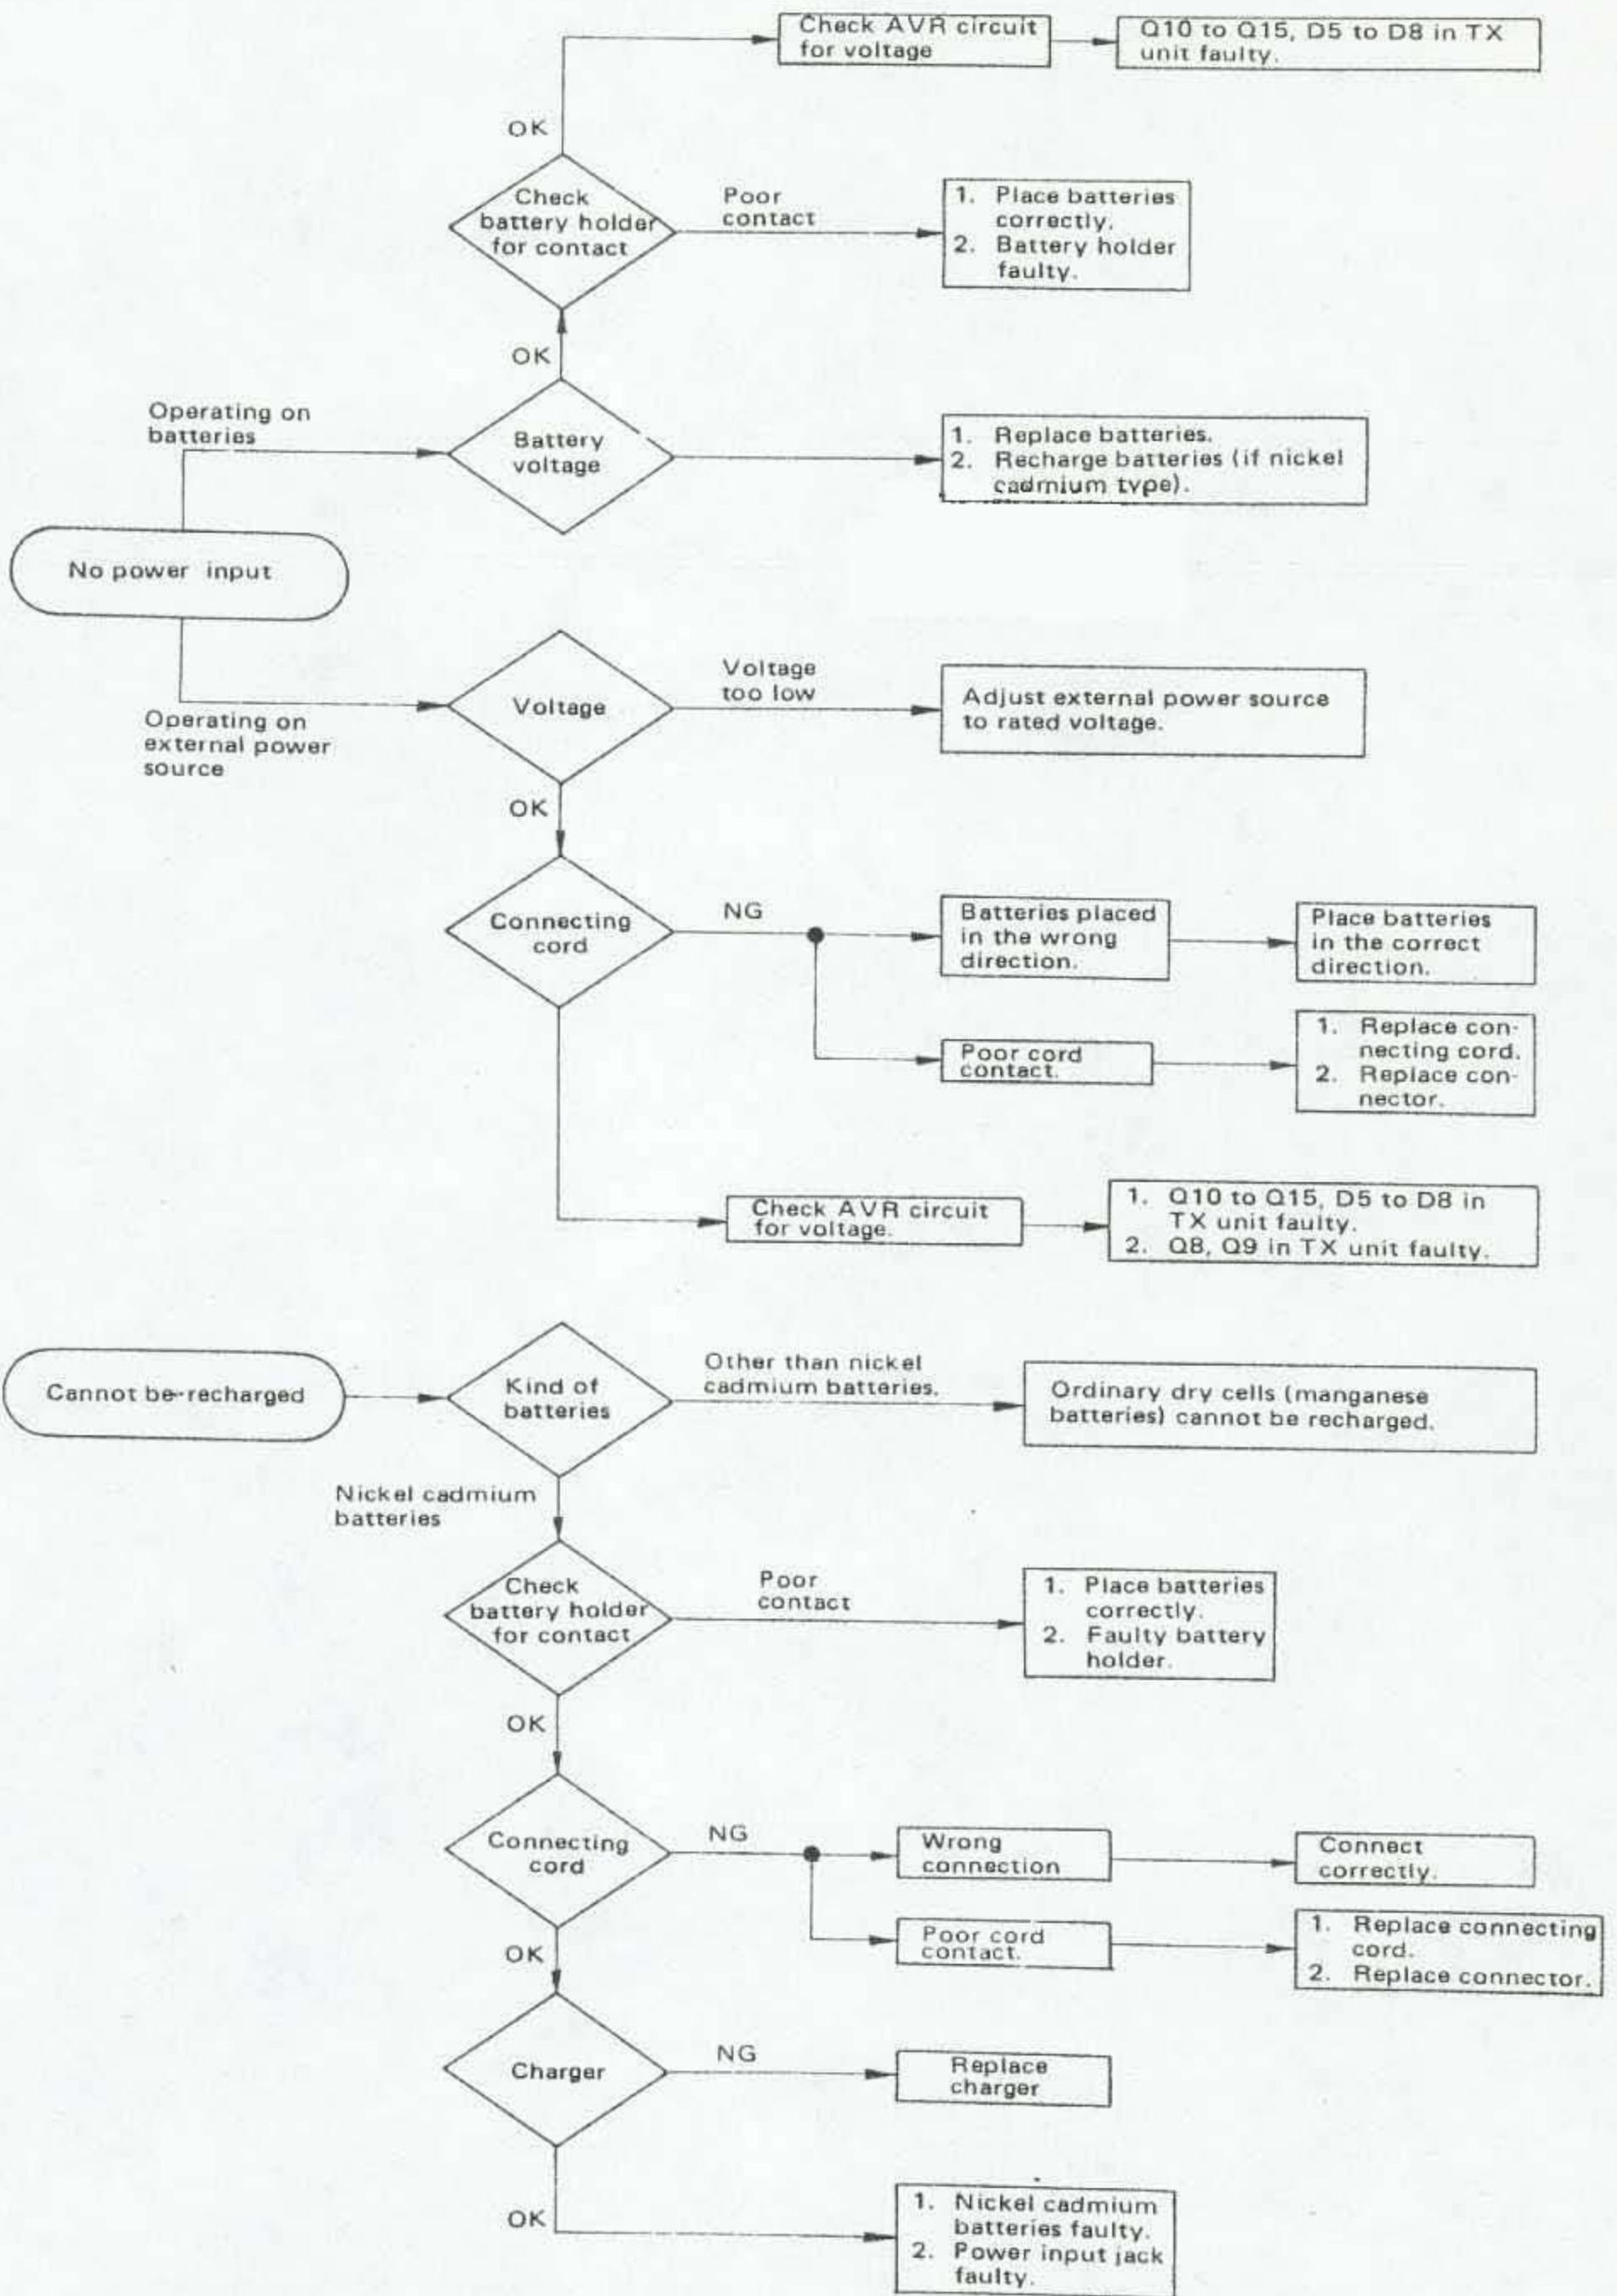 Check AVR circuit
for voltage
Q10 to Q15, D5 to D8 in TX
unit faulty.
OK
Check
battery holder
for contact
Poor
contact
1. Place batteries
correctly.
2. Battery holder
faulty.
OK
Operating on
batteries
Battery
voltage
1. Replace batteries.
2. Recharge batteries (if nickel
cadmium type).
No power input
Operating on
external power
source
Voltage
Voltage
too low
Adjust external power source
to rated voltage.
OK
Connecting
cord
NG
Batteries placed
in the wrong
direction.
Place batteries
in the correct
direction.
Poor cord
contact.
1. Replace con-
necting cord.
2. Replace con-
nector.
Check AVR circuit
for voltage.
1. Q10 to Q15, D5 to D8 in
TX unit faulty.
2. Q8, Q9 in TX unit faulty.
Cannot be-recharged
Kind of
batteries
Other than nickel
cadmium batteries.
Ordinary dry cells (manganese
batteries) cannot be recharged.
Nickel cadmium
batteries
Check
battery holder
for contact
Poor
contact
1. Place batteries
correctly.
2. Faulty battery
holder.
OK
Connecting
cord
NG
Wrong
connection
Connect
correctly.
Poor cord
contact.
1. Replace connecting
cord.
2. Replace connector.
OK
Charger
NG
Replace
charger
OK
1. Nickel cadmium
batteries faulty.
2. Power input jack
faulty.